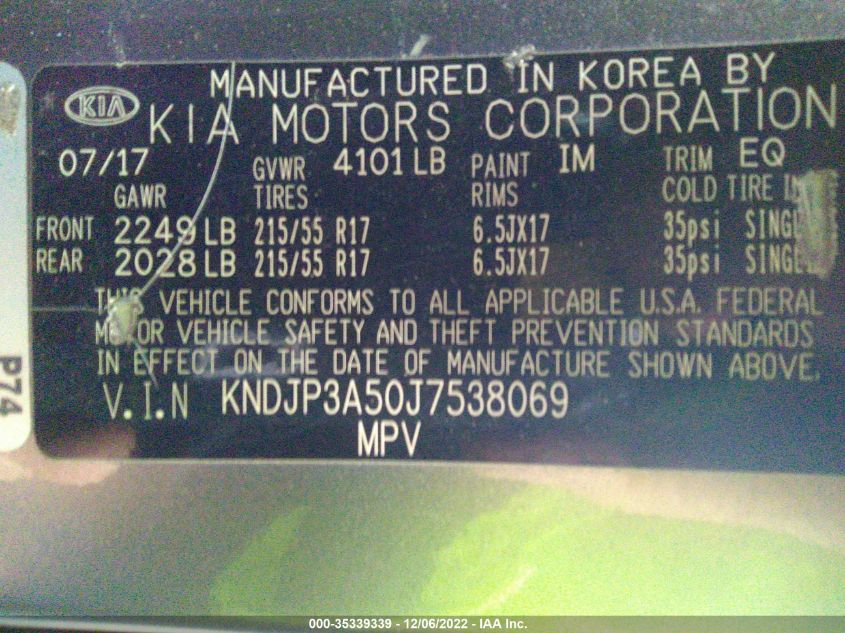 MANUFACTURED IN KOREA BY
KIA KIA MOTORS CORPORATION
07/17 GVWR 4101 LB PAINT IM TRIM EQ
GAWR TIRES RIMS COLD TIRE
FRONT 2249 LB 215/55 R17 6.5JX17 35psi
REAR 2028 LB 215/55 R17 6.5JX17 35psi
THIS VEHICLE CONFORMS TO ALL APPLICABLE U.S.A. FEDERAL
MOTOR VEHICLE SAFETY AND THEFT PREVENTION STANDARDS
IN EFFECT ON THE DATE OF MANUFACTURE SHOWN ABOVE.
V.I.N KNDJP3A50J7538069
MPV
P74
000-35339339 - 12/06/2022 - IAA Inc.